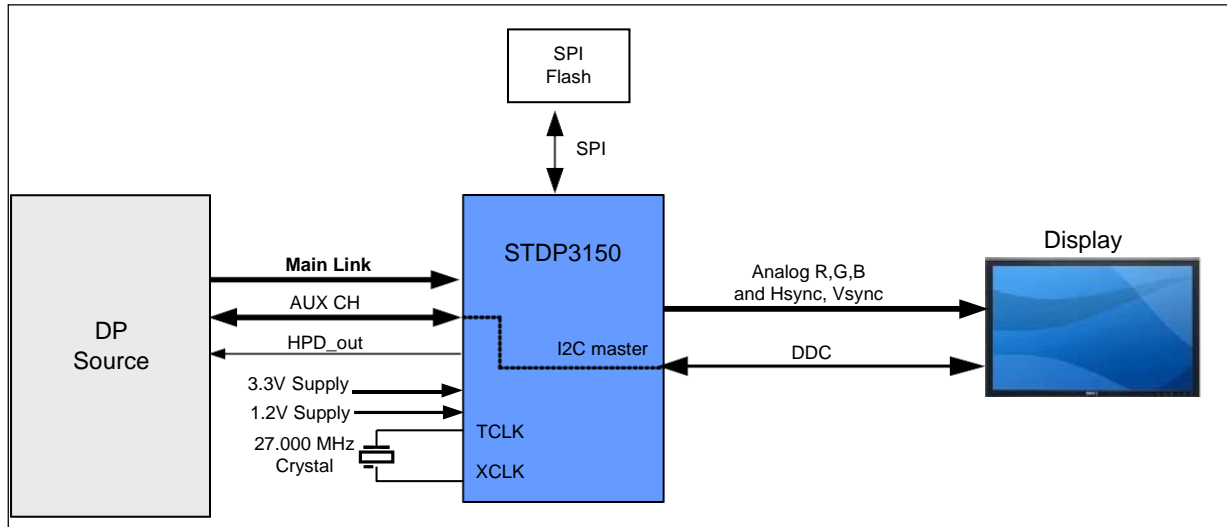 SPI
Flash
SPI
DP
Source
Main Link
AUX CH
HPD_out
3.3V Supply
1.2V Supply
27.000 MHz
Crystal
STDP3150
I2C master
TCLK
XCLK
Analog R,G,B
and Hsync, Vsync
DDC
Display